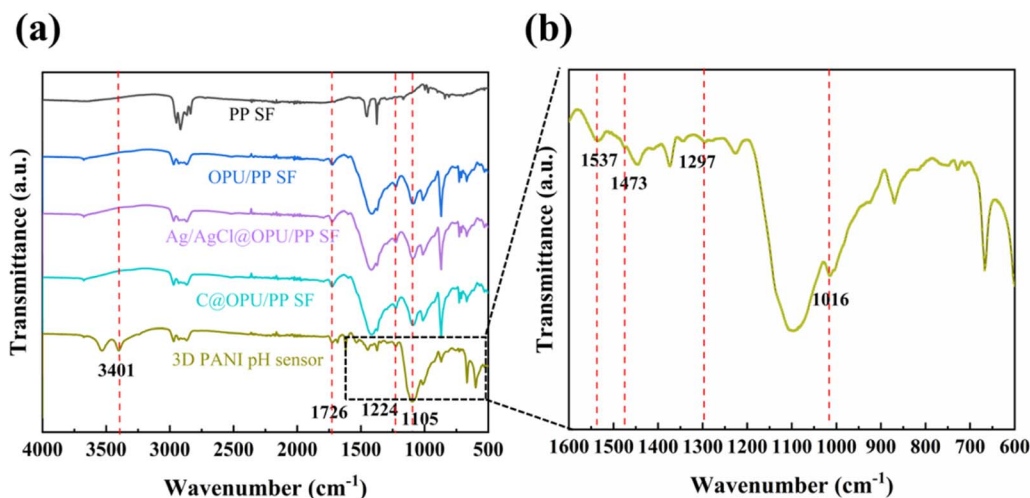 (a)
Transmittance (a.u.)
PP SF
OPU/PP SF
Ag/AgCl@OPU/PP SF
C@OPU/PP SF
3D PANI pH sensor
3401
1726
1224
1105
4000 3500 3000 2500 2000 1500 1000 500
Wavenumber (cm⁻¹)
(b)
Transmittance (a.u.)
1537
1473
1297
1016
1600 1500 1400 1300 1200 1100 1000 900 800 700 600
Wavenumber (cm⁻¹)